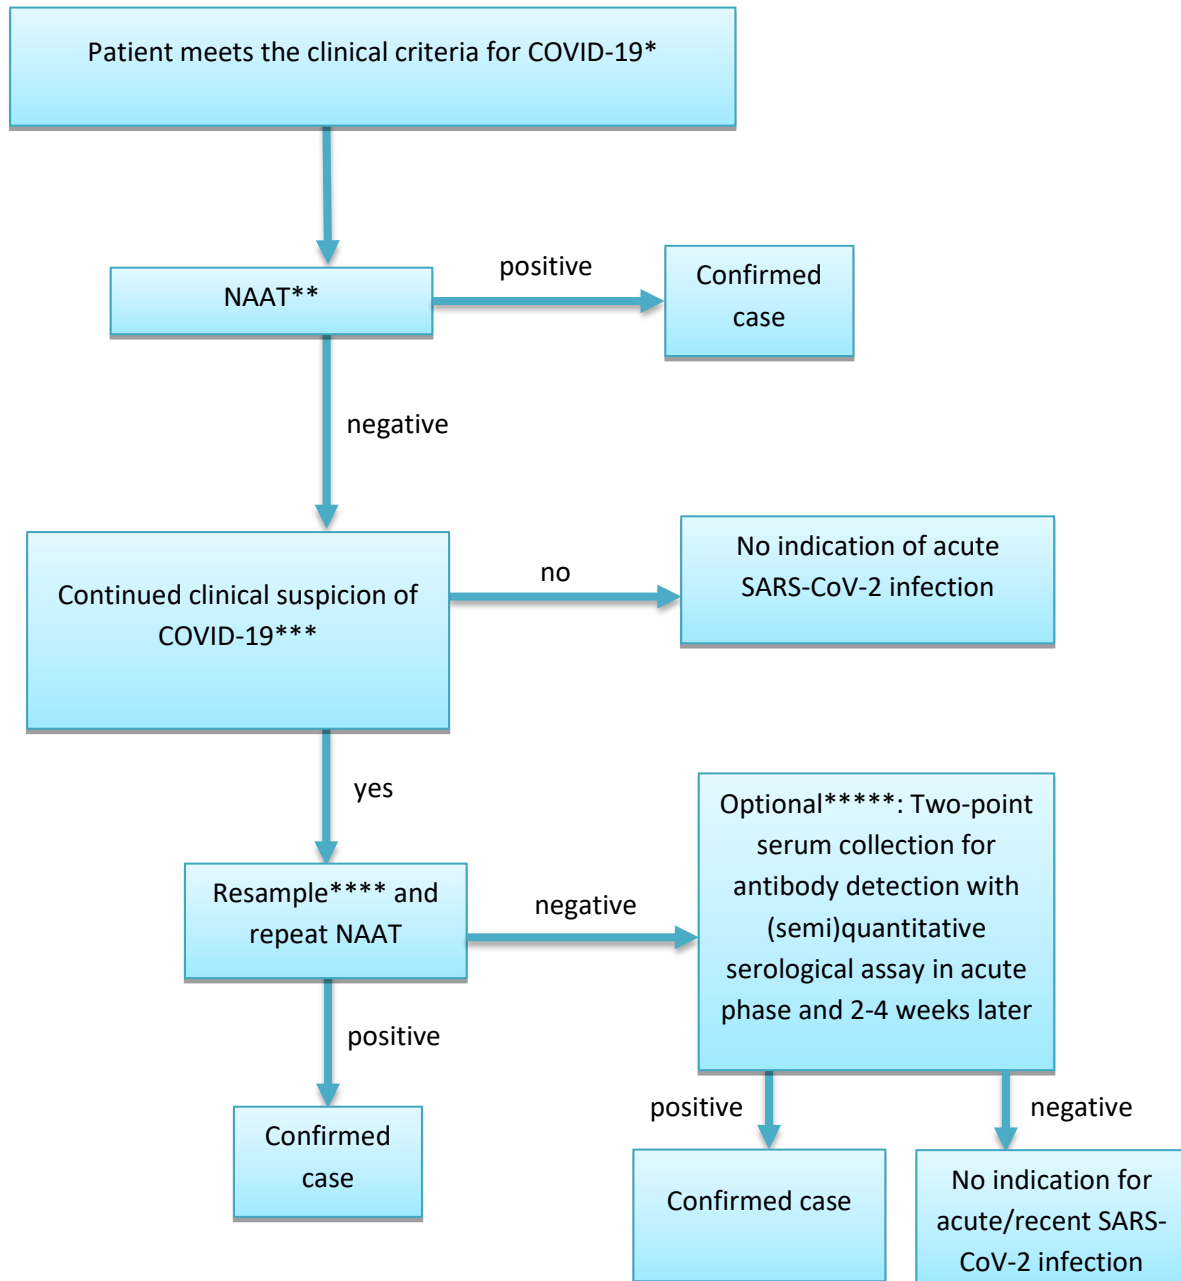 Patient meets the clinical criteria for COVID-19*
NAAT**
positive
Confirmed
case
negative
Continued clinical suspicion of
COVID-19***
no
No indication of acute
SARS-CoV-2 infection
yes
Resample**** and
repeat NAAT
negative
Optional*****: Two-point
serum collection for
antibody detection with
(semi)quantitative
serological assay in acute
phase and 2-4 weeks later
positive
Confirmed
case
positive
Confirmed case
negative
No indication for
acute/recent SARS-
CoV-2 infection